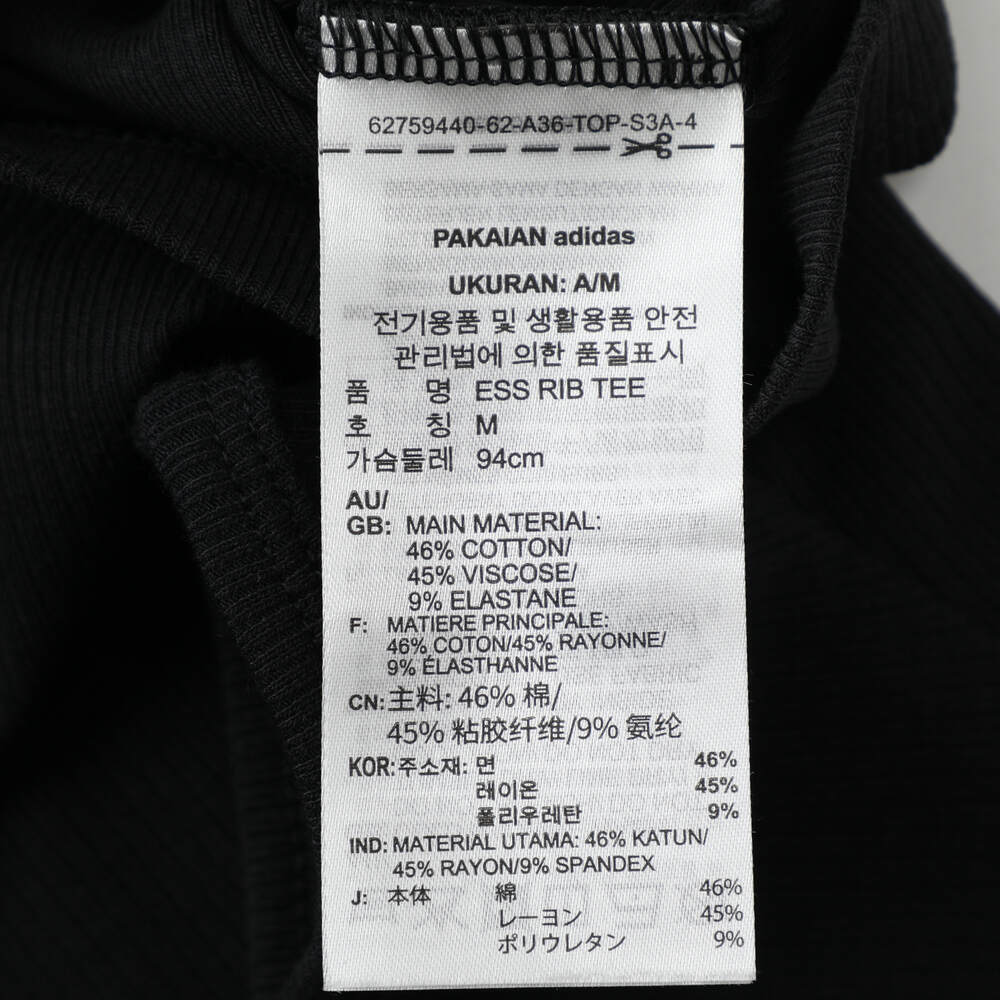 62759440-62-A36-TOP-S3A-4
PAKAIAN adidas
UKURAN: A/M
전기용품 및 생활용품 안전
관리법에 의한 품질표시
품 명 ESS RIB TEE
호 칭 M
가슴둘레 94cm
AU/
GB: MAIN MATERIAL:
46% COTTON/
45% VISCOSE/
9% ELASTANE
F: MATIERE PRINCIPALE:
46% COTON/45% RAYONNE/
9% ÉLASTHANNE
CN:主料: 46% 棉/
45% 粘胶纤维/9% 氨纶
KOR:주소재: 면 46%
레이온 45%
폴리우레탄 9%
IND: MATERIAL UTAMA: 46% KATUN/
45% RAYON/9% SPANDEX
J: 本体 綿 46%
レーヨン 45%
ポリウレタン 9%